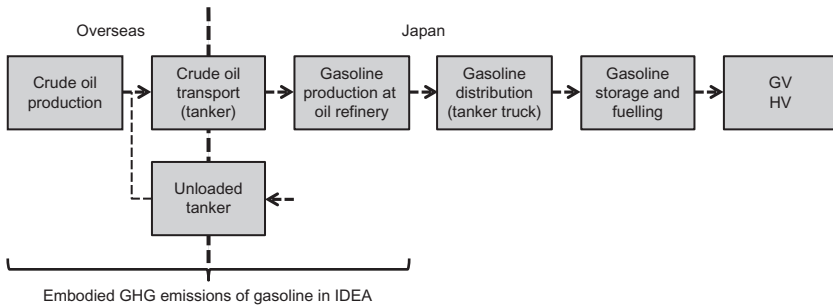 Overseas
Japan
Crude oil
production
Crude oil
transport
(tanker)
Gasoline
production at
oil refinery
Gasoline
distribution
(tanker truck)
Gasoline
storage and
fuelling
GV
HV
Unloaded
tanker
Embodied GHG emissions of gasoline in IDEA